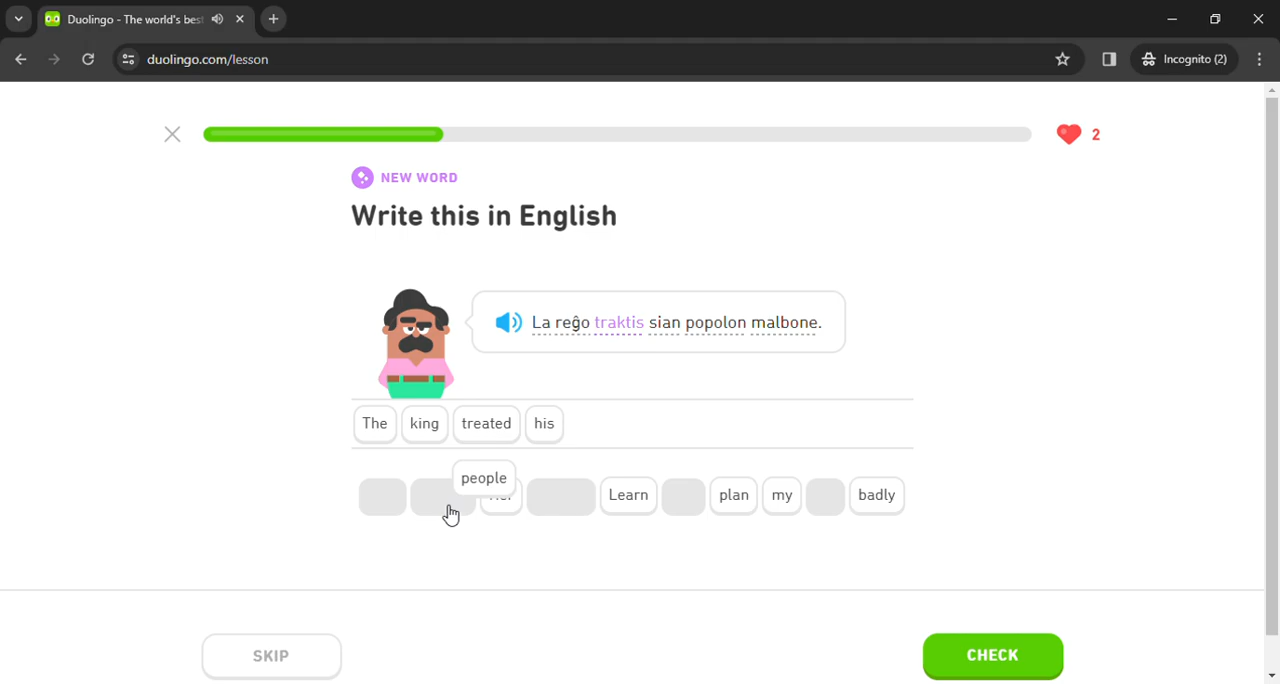 Duolingo - The world's best
duolingo.com/lesson
Incognito (2)
2
NEW WORD
Write this in English
La reĝo traktis sian popolon malbone.
The king treated his
people
Learn plan my badly
SKIP CHECK